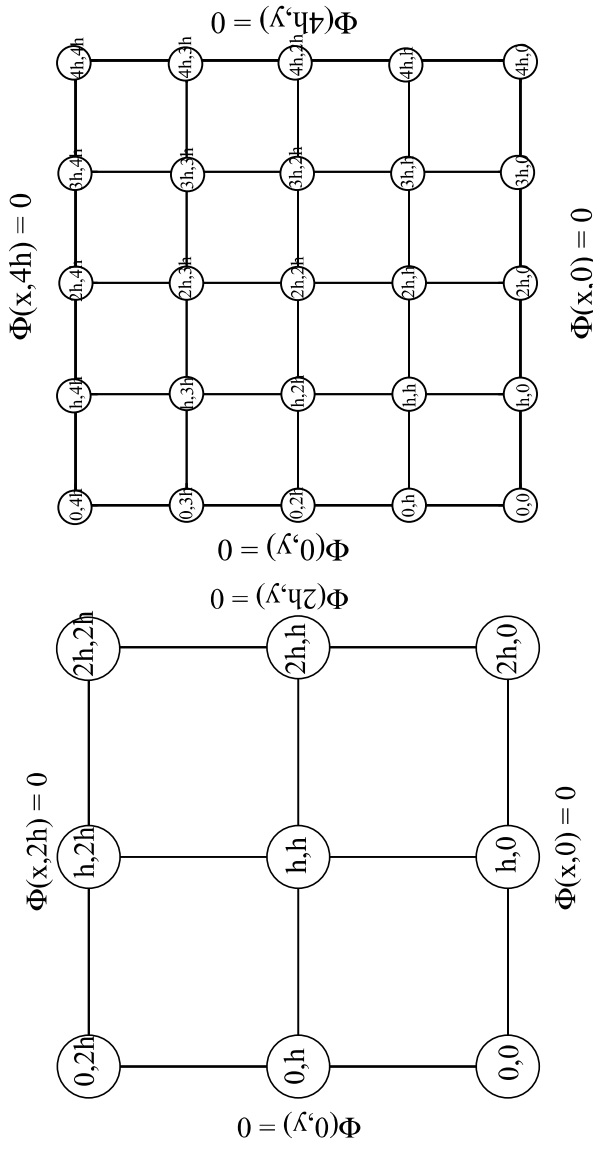 Φ(x,2h) = 0
0,2h
h,2h
2h,2h
Φ(0,y) = 0
0,h
h,h
2h,h
Φ(2h,y) = 0
0,0
h,0
2h,0
Φ(x,0) = 0
Φ(x,4h) = 0
0,4h
h,4h
2h,4h
3h,4h
4h,4h
0,3h
h,3h
2h,3h
3h,3h
4h,3h
Φ(0,y) = 0
0,2h
h,2h
2h,2h
3h,2h
4h,2h
Φ(4h,y) = 0
0,h
h,h
2h,h
3h,h
4h,h
0,0
h,0
2h,0
3h,0
4h,0
Φ(x,0) = 0